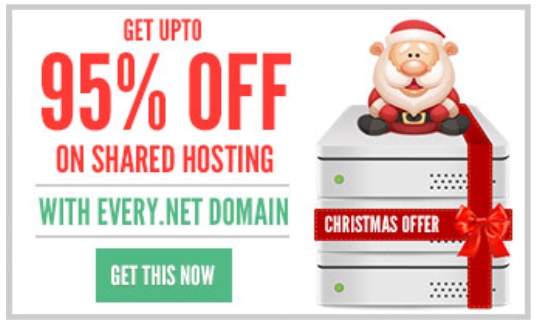 GET UPTO
95% OFF
ON SHARED HOSTING
WITH EVERY.NET DOMAIN
GET THIS NOW
CHRISTMAS OFFER